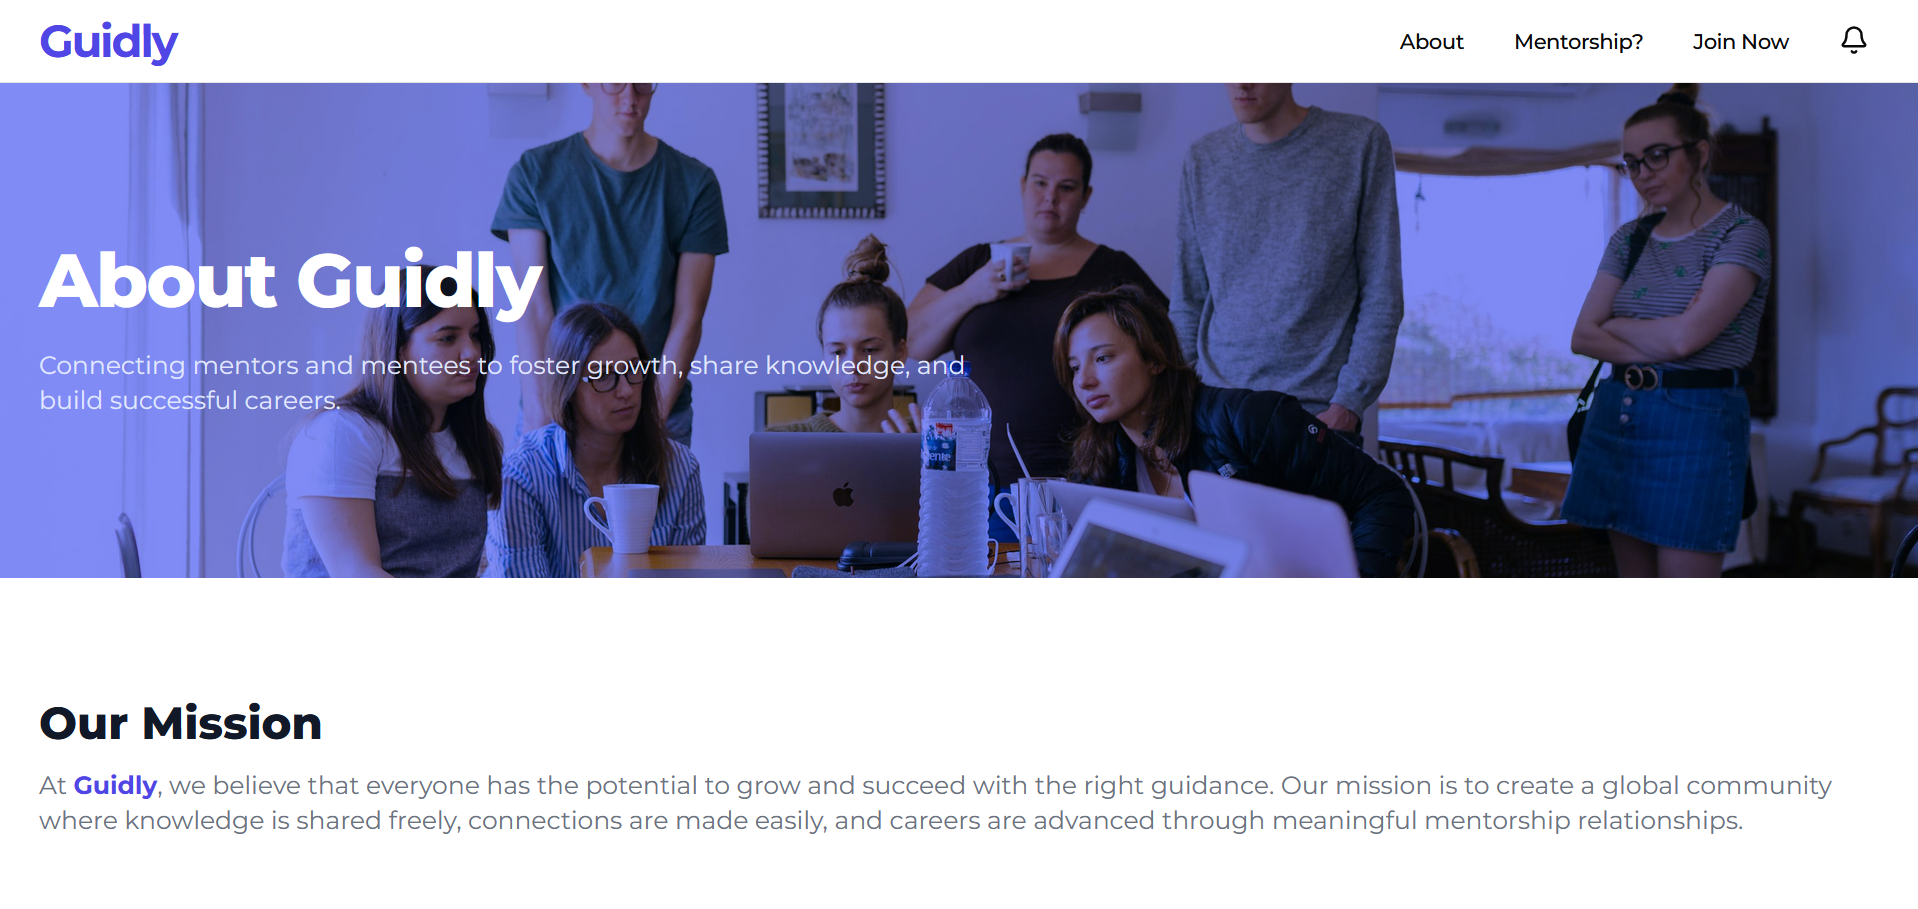 Guidly
About
Mentorship?
Join Now
About Guidly
Connecting mentors and mentees to foster growth, share knowledge, and
build successful careers.
Our Mission
At Guidly, we believe that everyone has the potential to grow and succeed with the right guidance. Our mission is to create a global community
where knowledge is shared freely, connections are made easily, and careers are advanced through meaningful mentorship relationships.